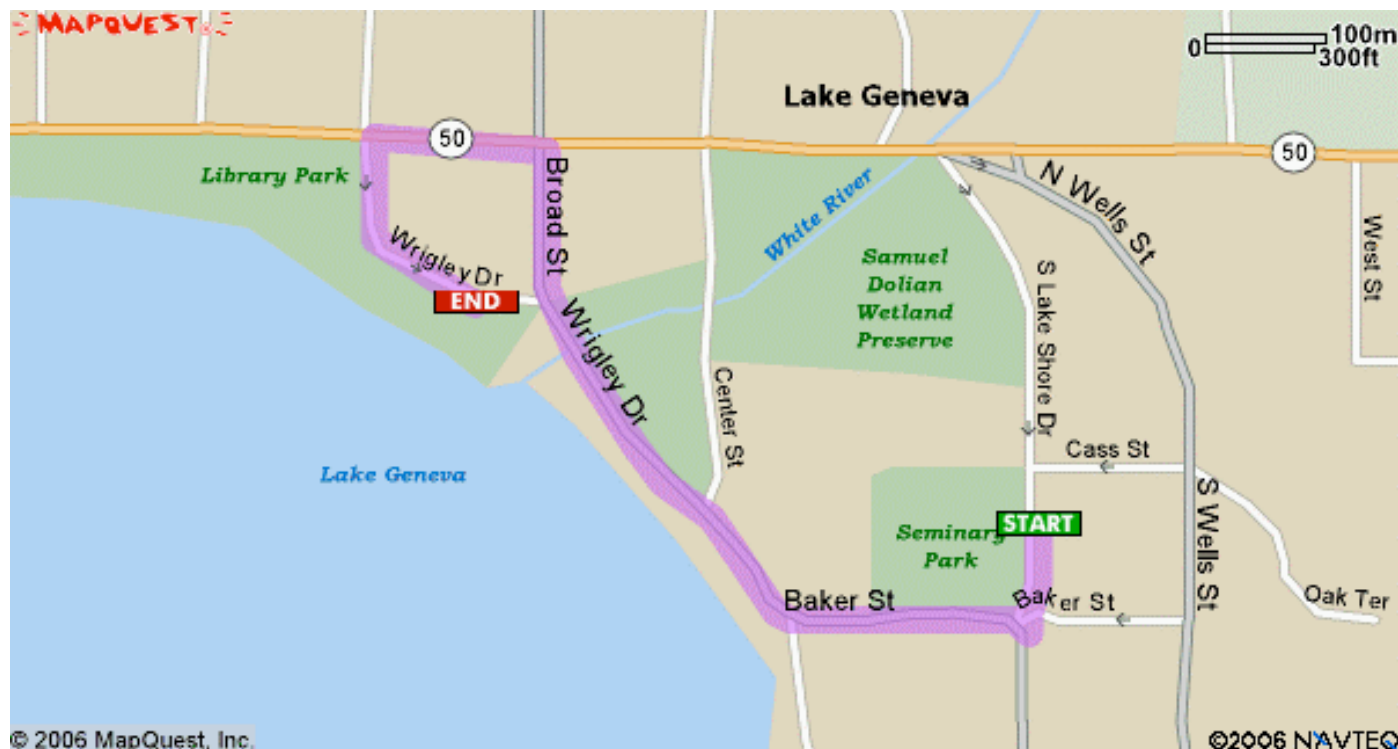 MAPQUEST
0
100m
300ft
Lake Geneva
50
50
Library Park
Broad St
White River
N Wells St
West St
Wrigley Dr
Samuel
Dolian
Wetland
Preserve
S Lake Shore Dr
END
Wrigley Dr
Center St
Cass St
Lake Geneva
S Wells St
START
Seminary
Park
Baker St
Baker St
Oak Ter
© 2006 MapQuest, Inc.
©2006 NAVTEQ